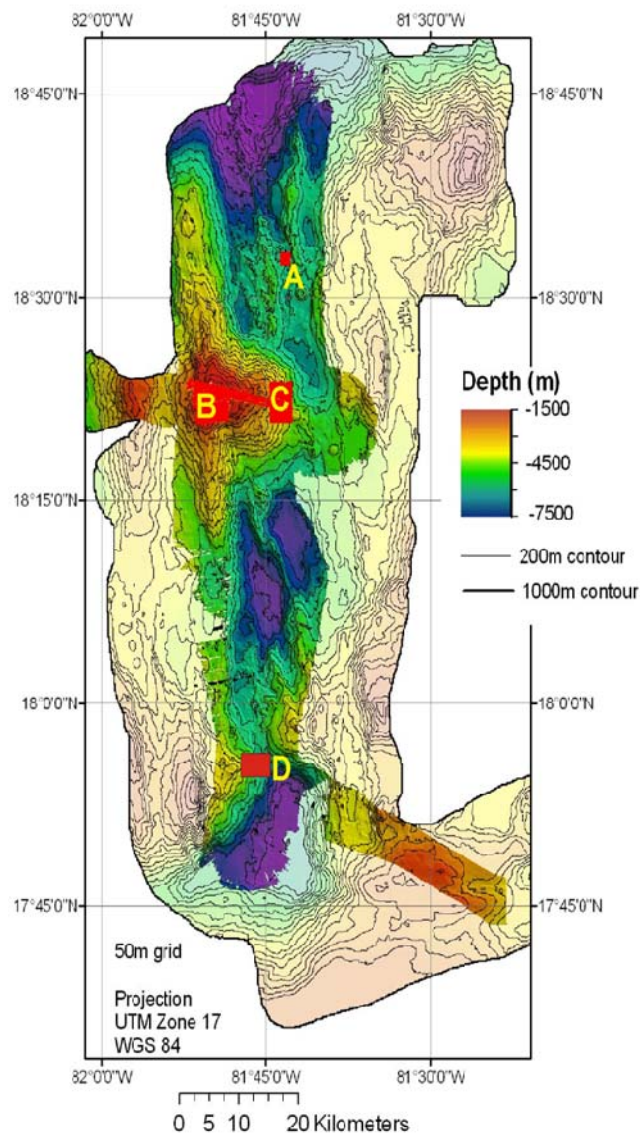 82°0'0"W 81°45'0"W 81°30'0"W
18°45'0"N 18°45'0"N
A
18°30'0"N 18°30'0"N
Depth (m)
B C
-1500
-4500
-7500
18°15'0"N 18°15'0"N
200m contour
1000m contour
18°0'0"N 18°0'0"N
D
17°45'0"N 17°45'0"N
50m grid
Projection
UTM Zone 17
WGS 84
82°0'0"W 81°45'0"W 81°30'0"W
0 5 10 20 Kilometers